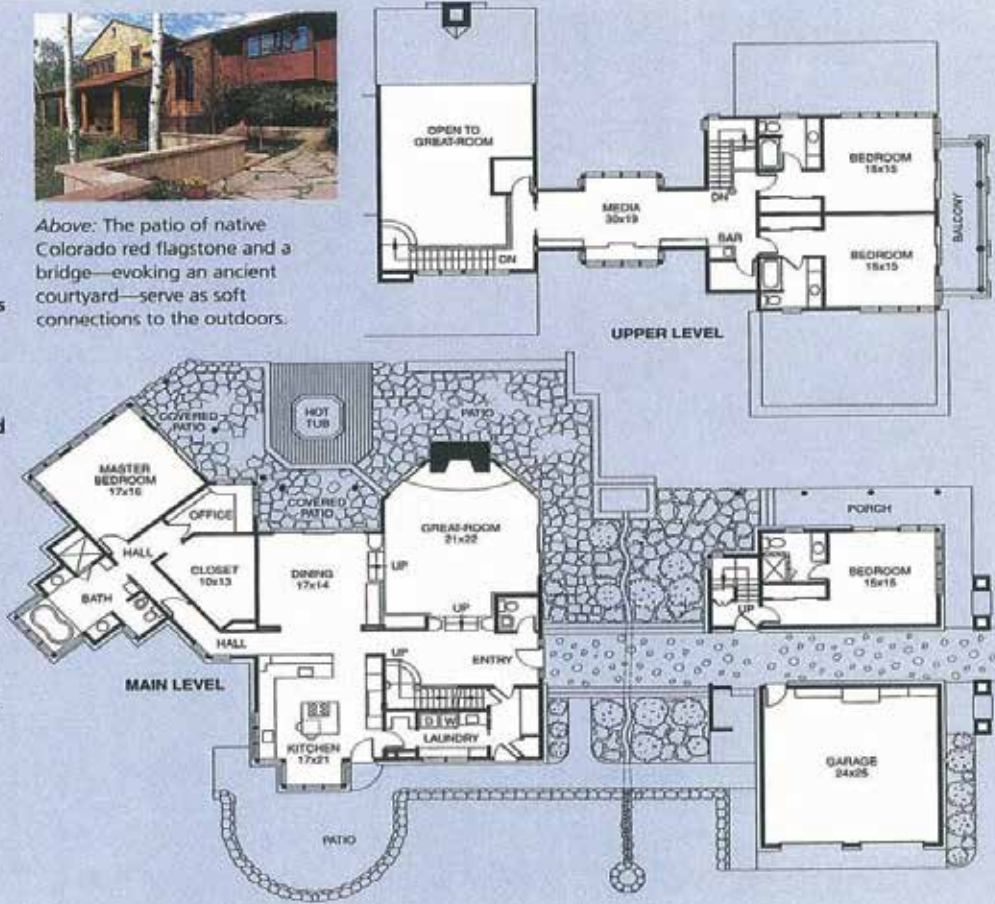 Above: The patio of native
Colorado red flagstone and a
bridge—evoking an ancient
courtyard—serve as soft
connections to the outdoors.
OPEN TO
GREAT-ROOM
DN
MEDIA
30x19
DN
BAR
BEDROOM
BEDROOM
BALCONY
UPPER LEVEL
COVERED
PATIO
HOT
TUB
PATIO
MASTER
BEDROOM
17x16
OFFICE
COVERED
PATIO
GREAT-ROOM
21x22
HALL
CLOSET
10x13
DINING
17x14
UP
UP
BATH
HALL
UP
ENTRY
MAIN LEVEL
D W
LAUNDRY
KITCHEN
17x21
PATIO
PORCH
BEDROOM
15x15
UP
GARAGE
24x25